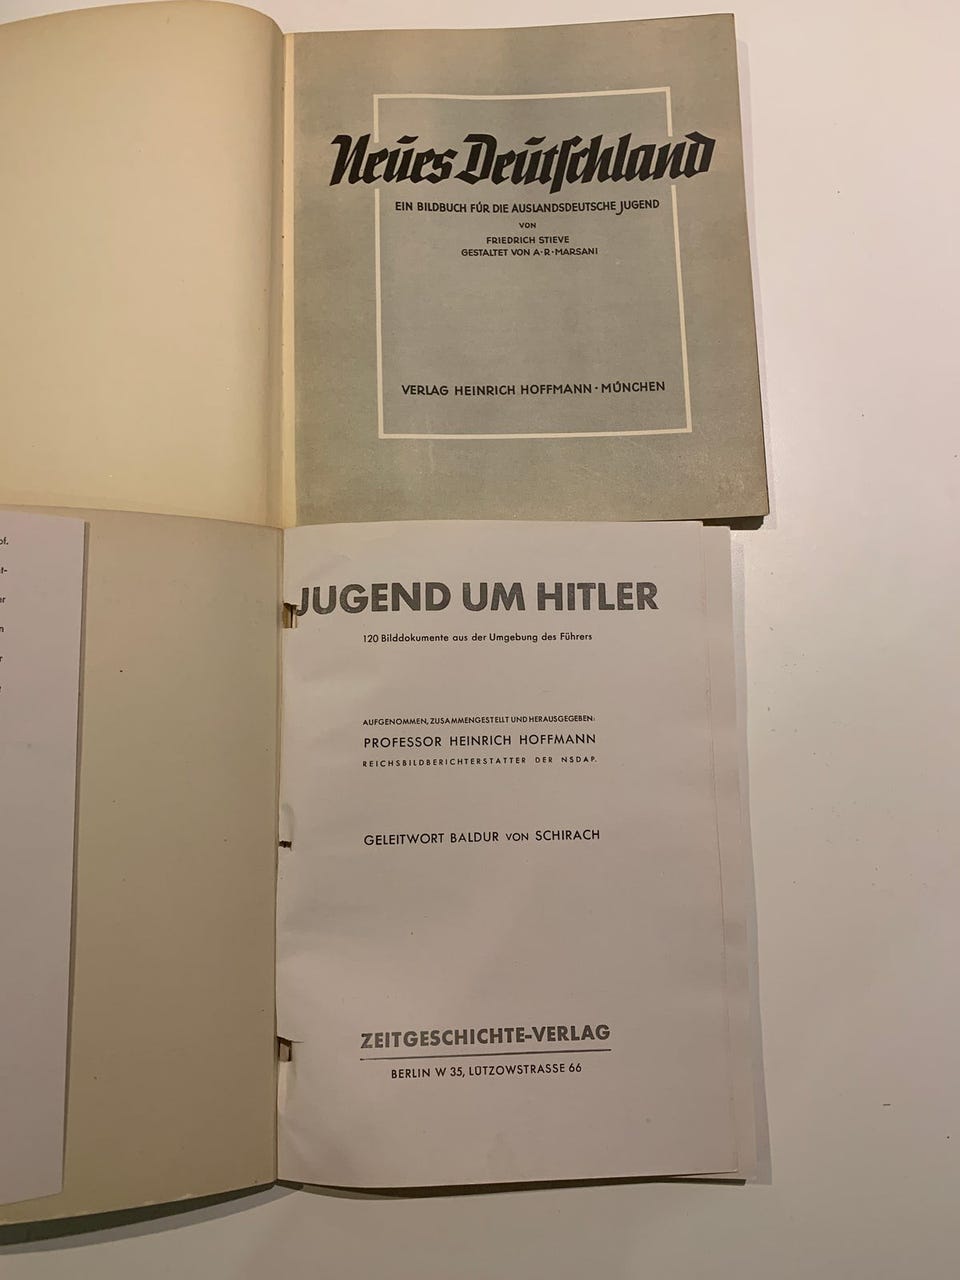 Neues Deutschland
EIN BILDBUCH FÜR DIE AUSLANDSDEUTSCHE JUGEND
VON
FRIEDRICH STIEVE
GESTALTET VON A·R·MARSANI
VERLAG HEINRICH HOFFMANN·MÜNCHEN
JUGEND UM HITLER
120 Bilddokumente aus der Umgebung des Führers
AUFGENOMMEN, ZUSAMMENGESTELLT UND HERAUSGEGEBEN:
PROFESSOR HEINRICH HOFFMANN
REICHSBILDBERICHTERSTATTER DER NSDAP.
GELEITWORT BALDUR VON SCHIRACH
ZEITGESCHICHTE-VERLAG
BERLIN W 35, LÜTZOWSTRASSE 66